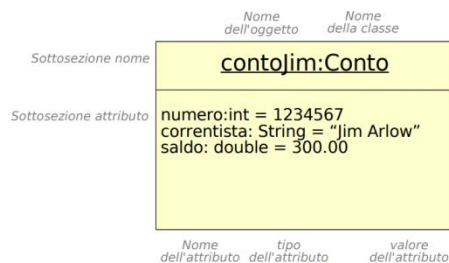 Nome
dell'oggetto
Nome
della classe
Sottosezione nome
contoJim:Conto
Sottosezione attributo
numero:int = 1234567
correntista: String = “Jim Arlow”
saldo: double = 300.00
Nome
dell'attributo
tipo
dell'attributo
valore
dell'attributo